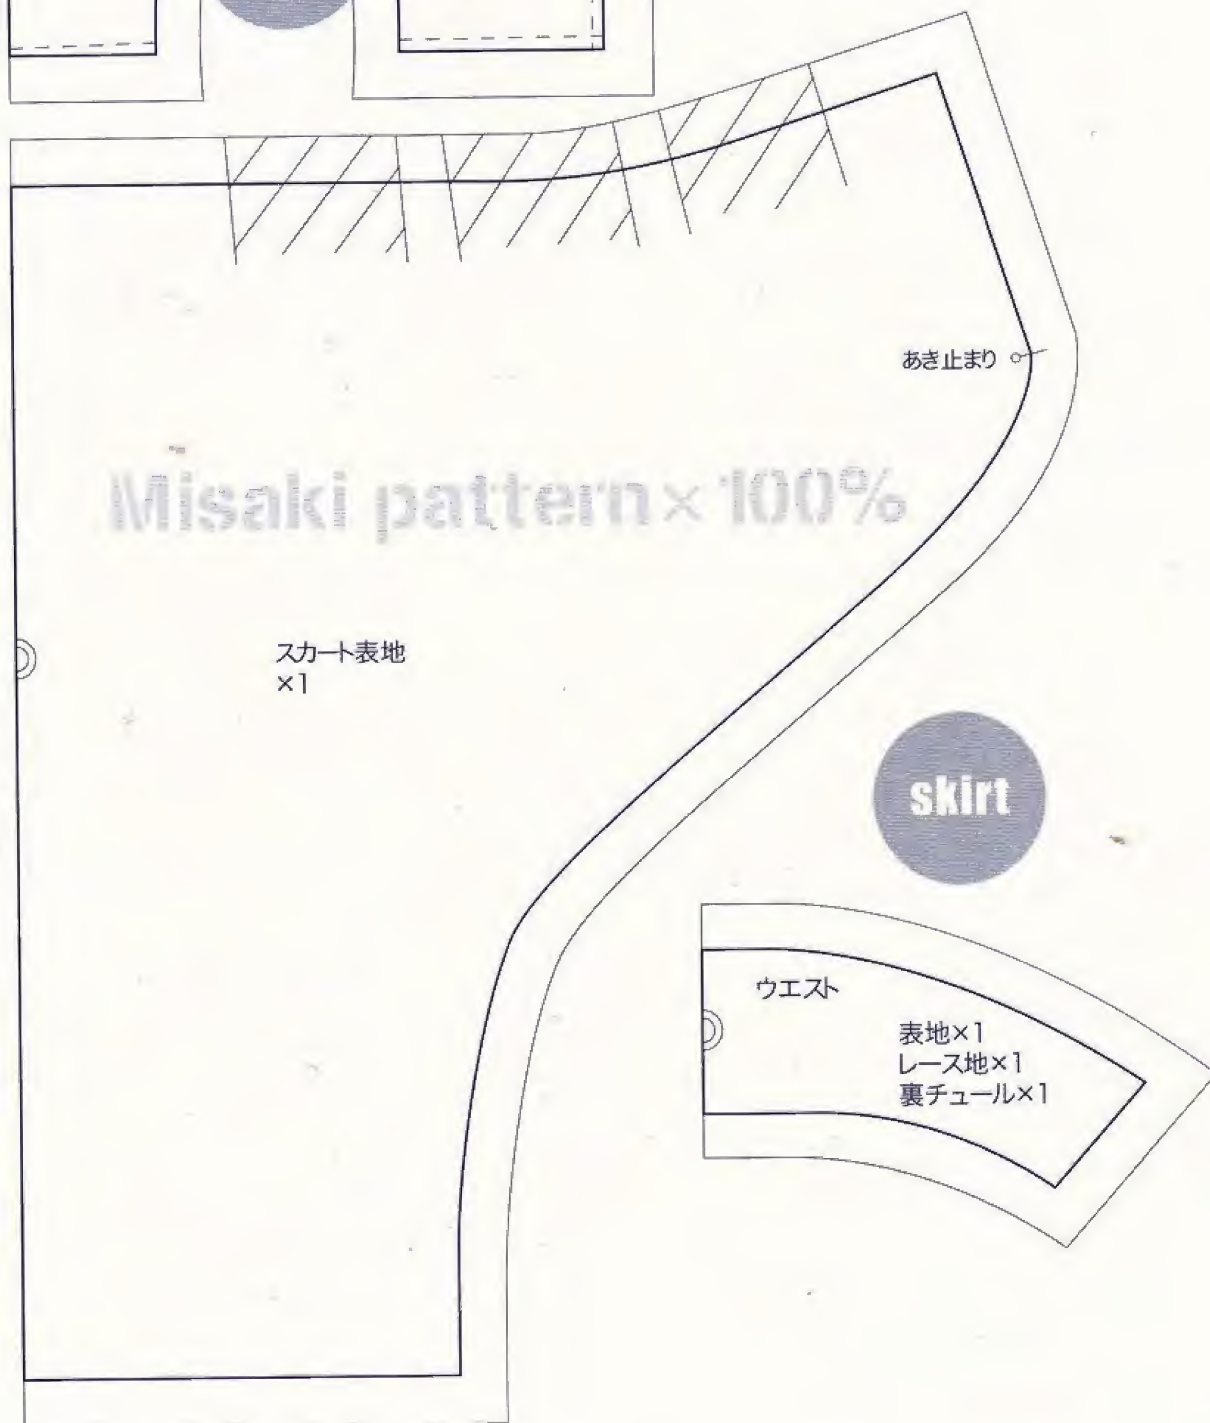 あき止まり
Misaki pattern×100%
スカート表地
×1
skirt
ウエスト
表地×1
レース地×1
裏チュール×1